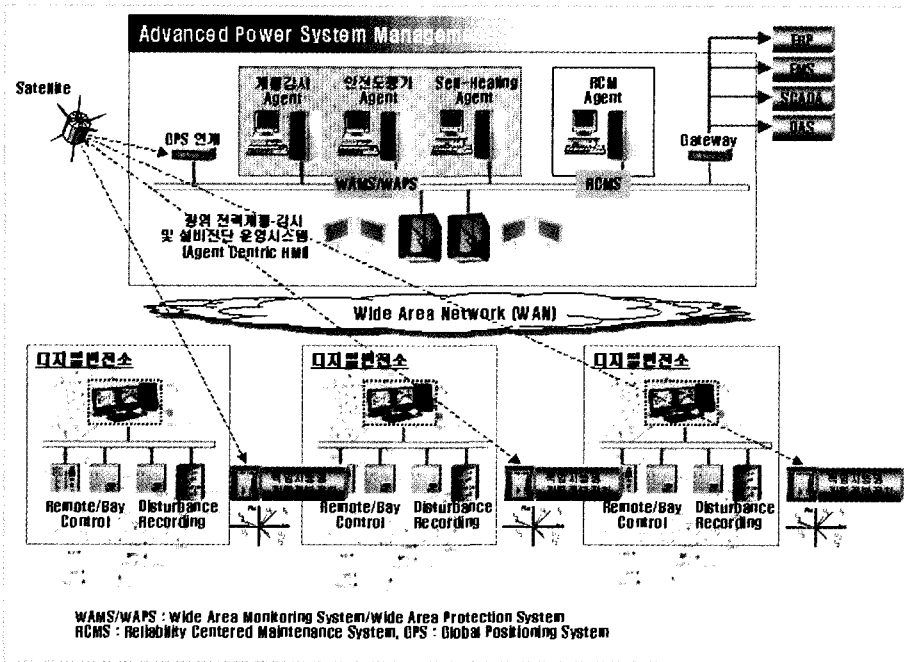 Advanced Power System Management
ERP
EMS
SCADA
DAS
Satellite
GPS 연계
계통감시
Agent
안전도평가
Agent
Self-Healing
Agent
RCM
Agent
Gateway
WAMS/WAPS
RCMS
광역 전력계통-감시
및 설비진단 운영시스템
(Agent Centric HMI)
Wide Area Network (WAN)
디지털변전소
디지털변전소
디지털변전소
Remote/Bay
Control
Disturbance
Recording
Remote/Bay
Control
Disturbance
Recording
Remote/Bay
Control
Disturbance
Recording
WAMS/WAPS : Wide Area Monitoring System/Wide Area Protection System
RCMS : Reliability Centered Maintenance System, GPS : Global Positioning System